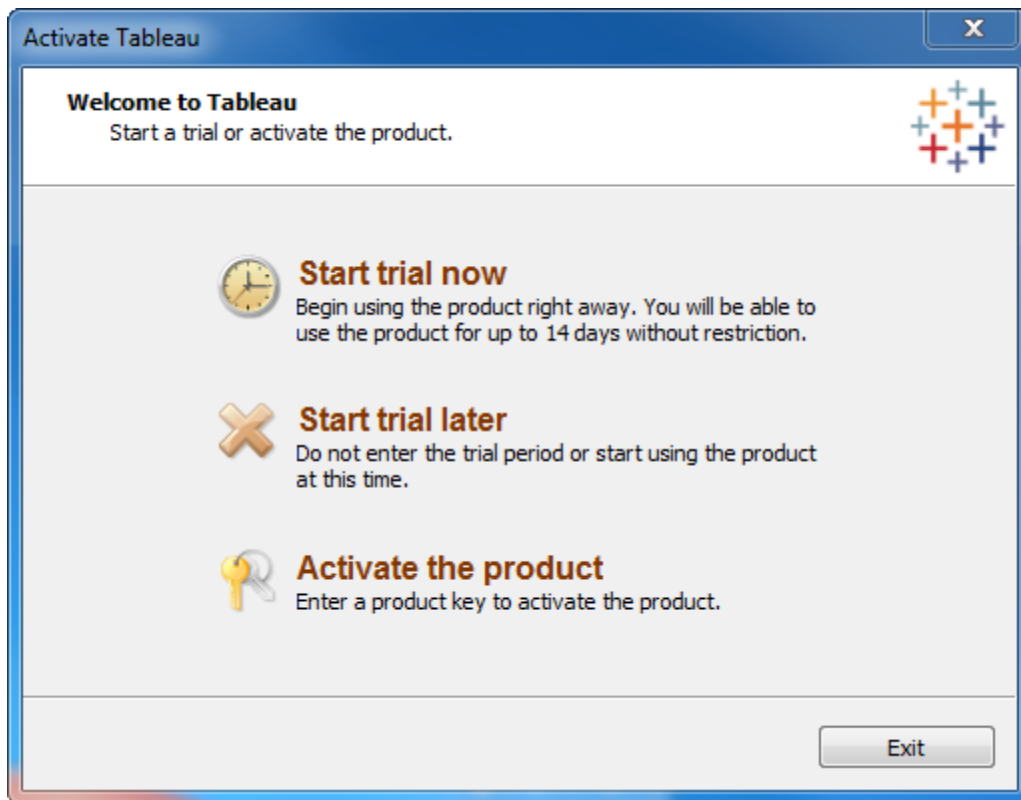 Activate Tableau
X
Welcome to Tableau
Start a trial or activate the product.
Start trial now
Begin using the product right away. You will be able to
use the product for up to 14 days without restriction.
Start trial later
Do not enter the trial period or start using the product
at this time.
Activate the product
Enter a product key to activate the product.
Exit